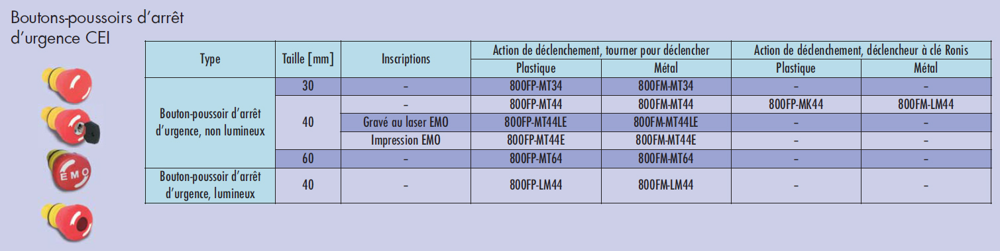 Boutons-poussoirs d'arrêt
d'urgence CEI
Type Taille [mm] Inscriptions Action de déclenchement, tourner pour déclencher Action de déclenchement, déclencheur à clé Ronis
Plastique Métal Plastique Métal
Bouton-poussoir d'arrêt
d'urgence, non lumineux
30 – 800FP-MT34 800FM-MT34 – –
40 – 800FP-MT44 800FM-MT44 800FP-MK44 800FM-LM44
Gravé au laser EMO 800FP-MT44LE 800FM-MT44LE – –
Impression EMO 800FP-MT44E 800FM-MT44E – –
60 – 800FP-MT64 800FM-MT64 – –
Bouton-poussoir d'arrêt
d'urgence, lumineux
40 – 800FP-LM44 800FM-LM44 – –
EMO